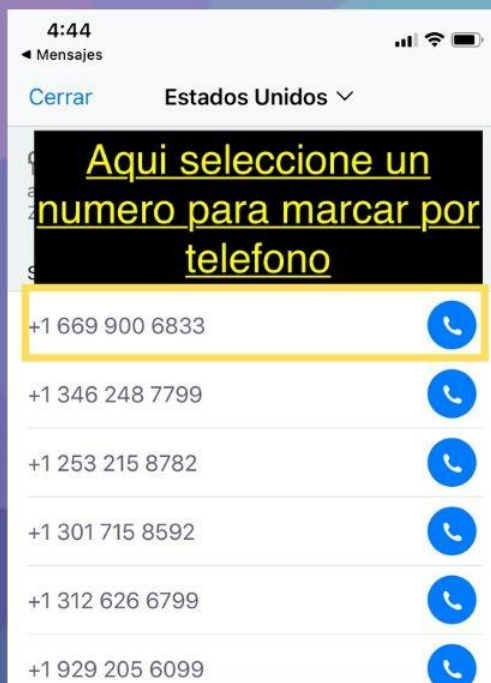 4:44
◀ Mensajes
Cerrar
Estados Unidos
Aqui seleccione un
numero para marcar por
telefono
+1 669 900 6833
+1 346 248 7799
+1 253 215 8782
+1 301 715 8592
+1 312 626 6799
+1 929 205 6099